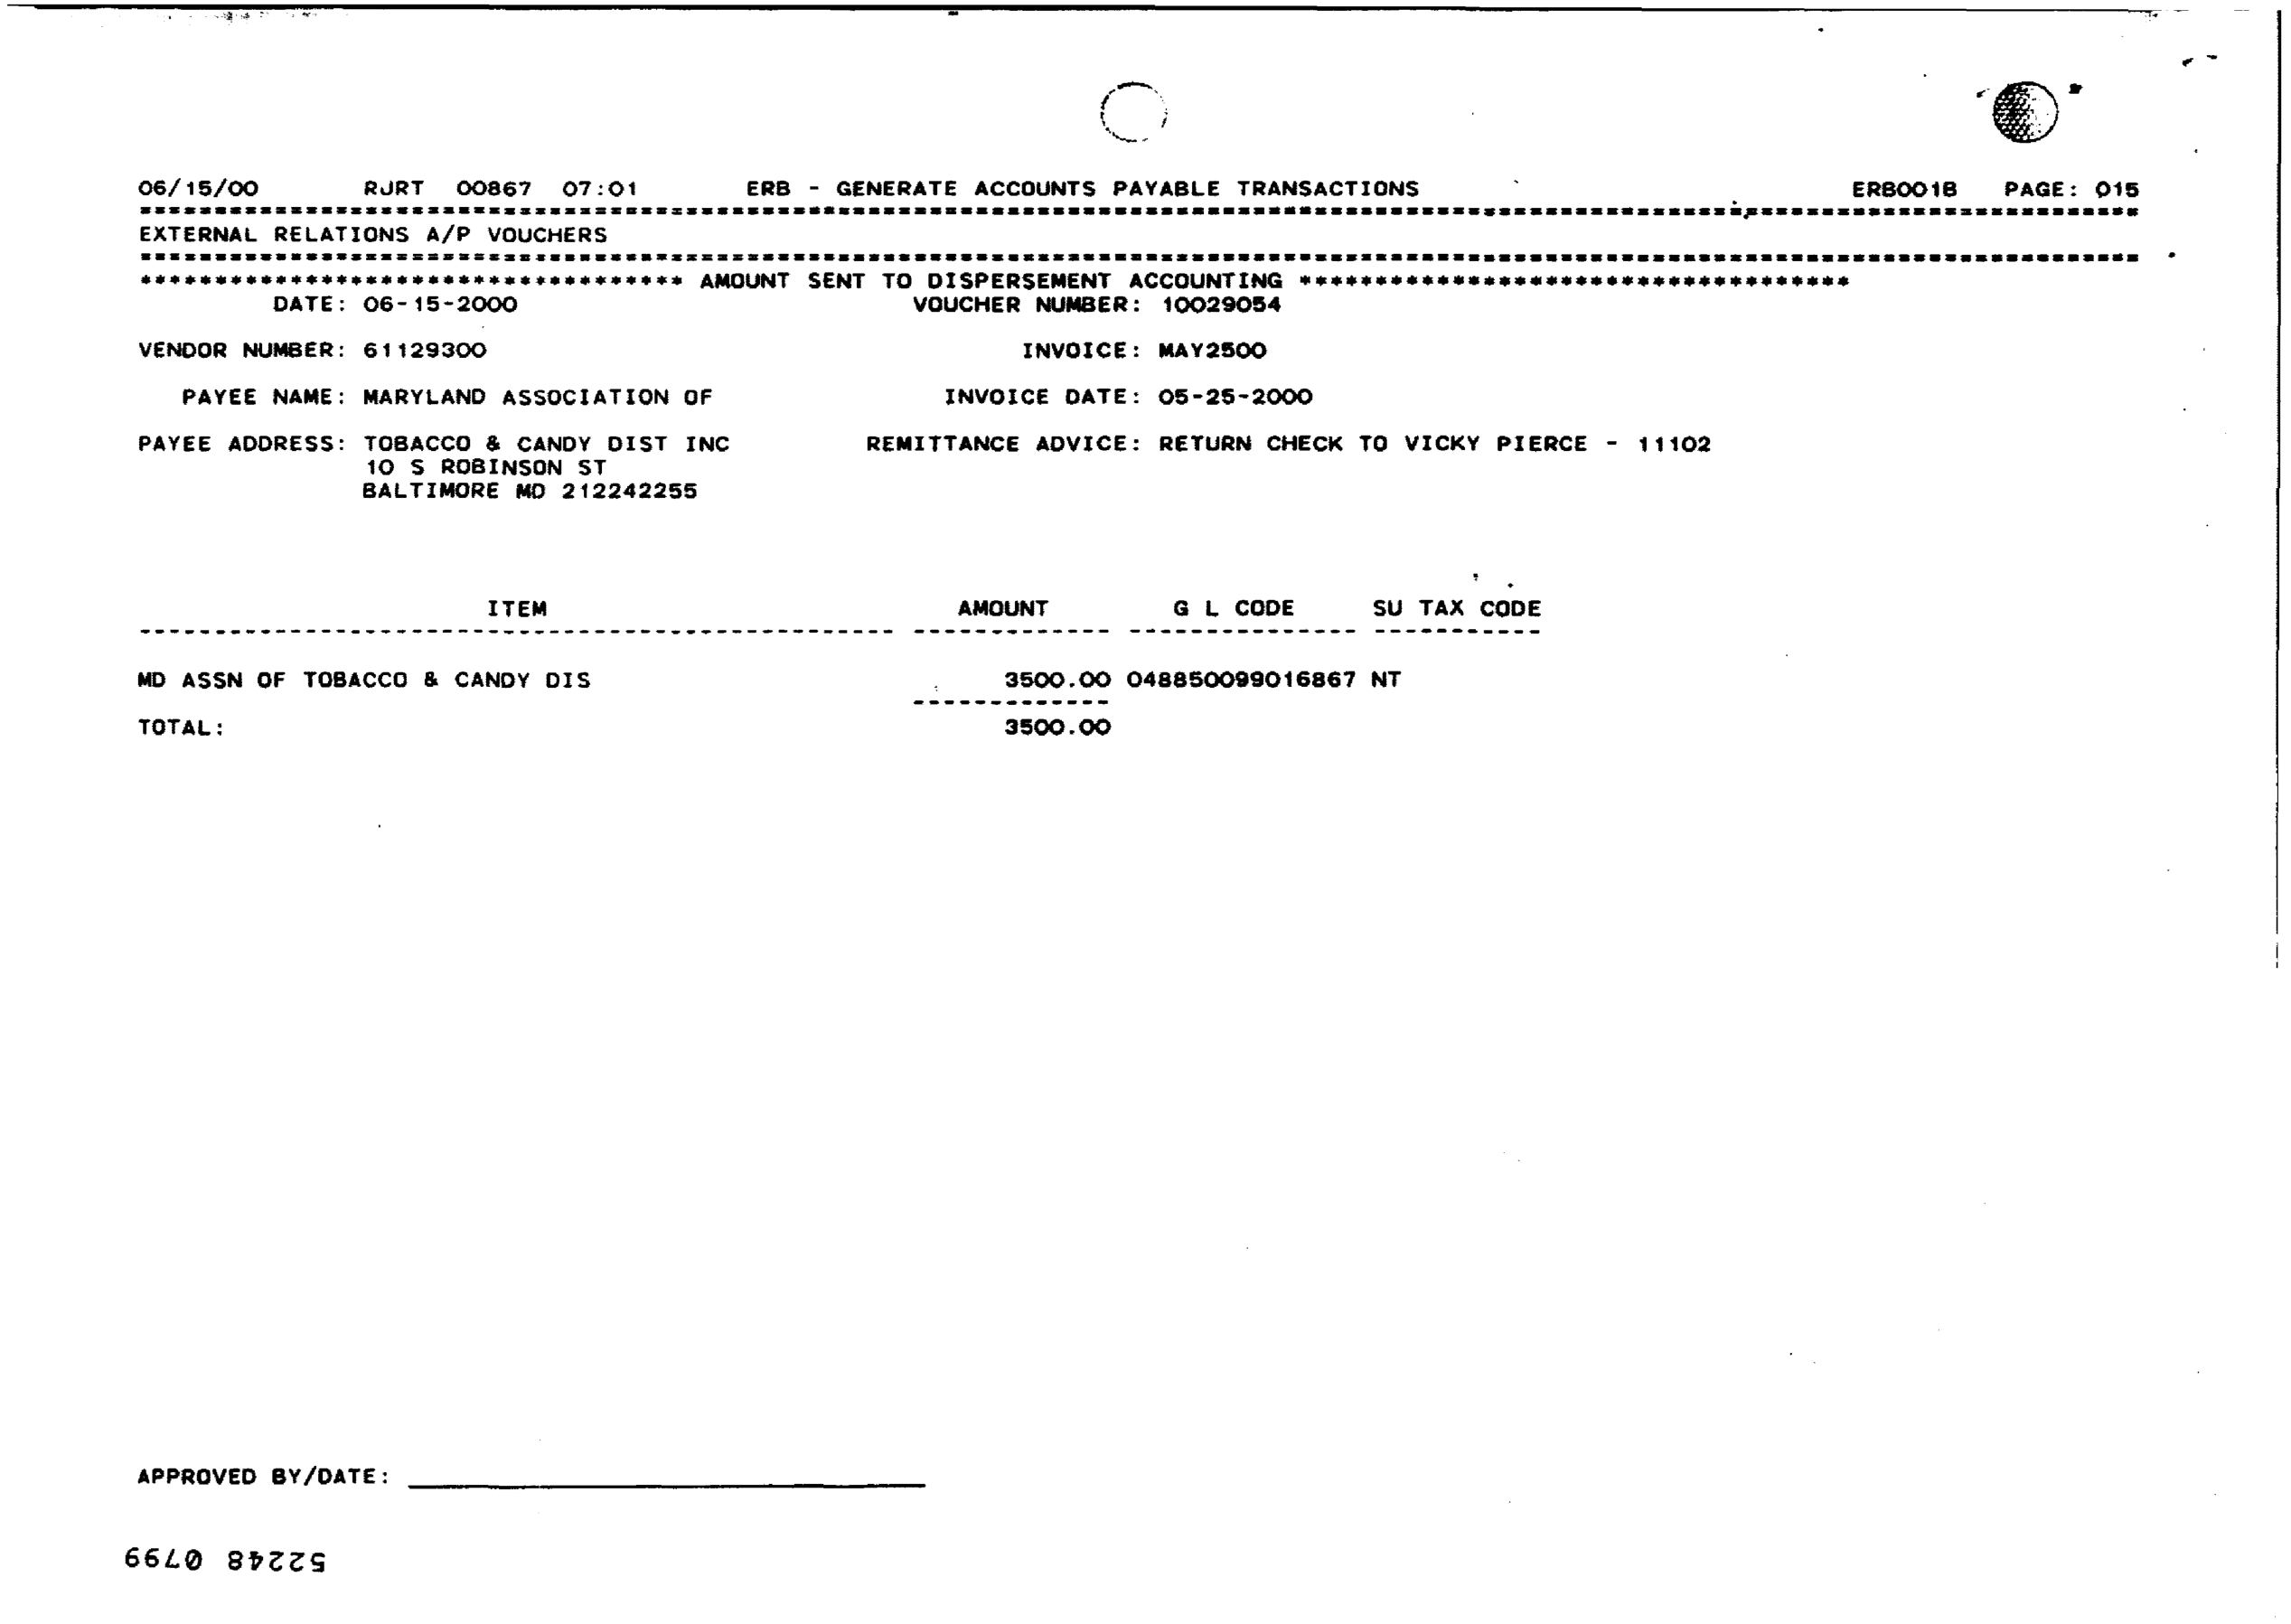 06/15/00 RJRT 00867 07:01 ERB - GENERATE ACCOUNTS PAYABLE TRANSACTIONS ERB001B PAGE: 015
EXTERNAL RELATIONS A/P VOUCHERS
*********************************** AMOUNT SENT TO DISPERSEMENT ACCOUNTING ***********************************
DATE: 06-15-2000 VOUCHER NUMBER: 10029054
VENDOR NUMBER: 61129300 INVOICE: MAY2500
PAYEE NAME: MARYLAND ASSOCIATION OF INVOICE DATE: 05-25-2000
PAYEE ADDRESS: TOBACCO & CANDY DIST INC REMITTANCE ADVICE: RETURN CHECK TO VICKY PIERCE - 11102
10 S ROBINSON ST
BALTIMORE MD 212242255
ITEM AMOUNT G L CODE SU TAX CODE
MD ASSN OF TOBACCO & CANDY DIS 3500.00 048850099016867 NT
TOTAL: 3500.00
APPROVED BY/DATE:
52248 0799